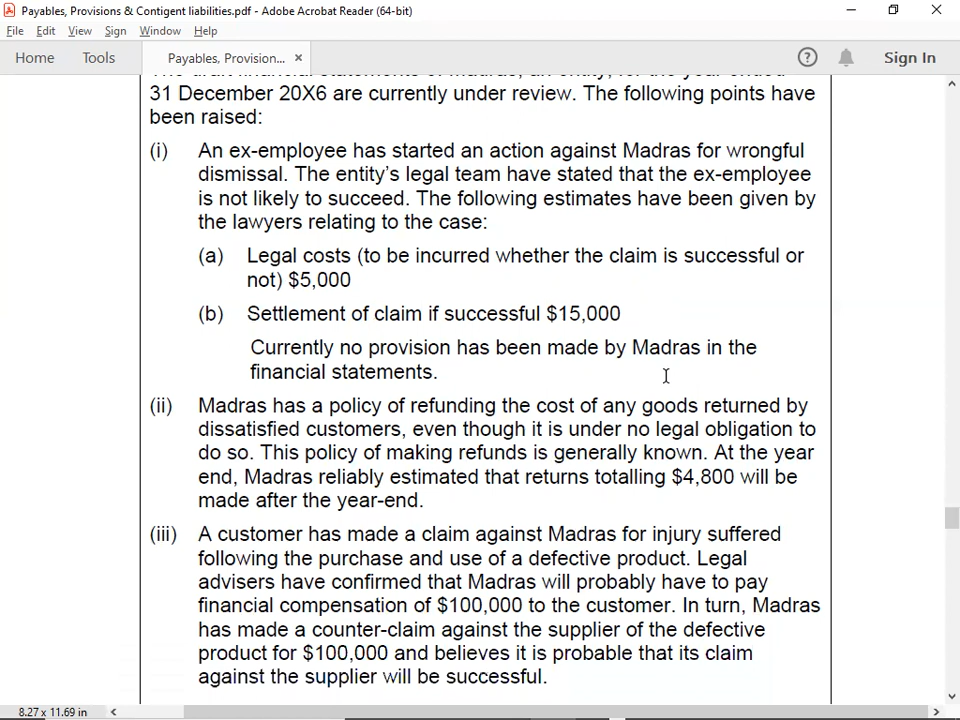 Payables, Provisions & Contigent liabilities.pdf - Adobe Acrobat Reader (64-bit)
File Edit View Sign Window Help
Home Tools Payables, Provision... × Sign In
The draft financial statements of Madras, an entity, for the year ended
31 December 20X6 are currently under review. The following points have
been raised:
(i) An ex-employee has started an action against Madras for wrongful
dismissal. The entity's legal team have stated that the ex-employee
is not likely to succeed. The following estimates have been given by
the lawyers relating to the case:
(a) Legal costs (to be incurred whether the claim is successful or
not) $5,000
(b) Settlement of claim if successful $15,000
Currently no provision has been made by Madras in the
financial statements.
(ii) Madras has a policy of refunding the cost of any goods returned by
dissatisfied customers, even though it is under no legal obligation to
do so. This policy of making refunds is generally known. At the year
end, Madras reliably estimated that returns totalling $4,800 will be
made after the year-end.
(iii) A customer has made a claim against Madras for injury suffered
following the purchase and use of a defective product. Legal
advisers have confirmed that Madras will probably have to pay
financial compensation of $100,000 to the customer. In turn, Madras
has made a counter-claim against the supplier of the defective
product for $100,000 and believes it is probable that its claim
against the supplier will be successful.
8.27 x 11.69 in